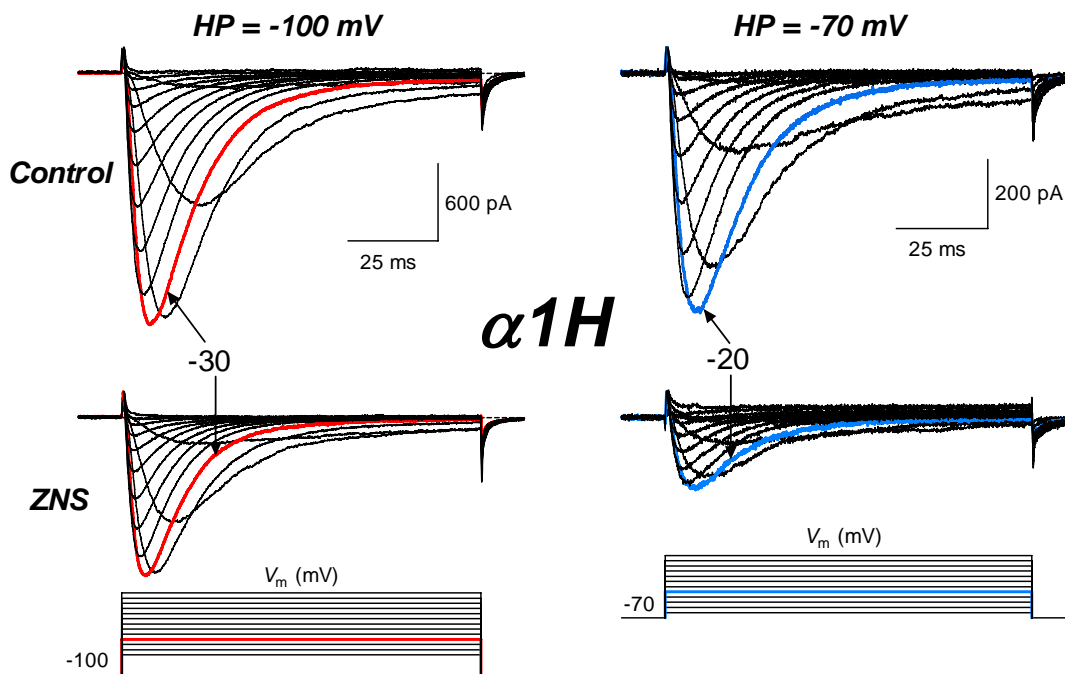 HP = -100 mV
HP = -70 mV
Control
600 pA
25 ms
200 pA
25 ms
α1H
-30
-20
ZNS
Vm (mV)
-100
Vm (mV)
-70